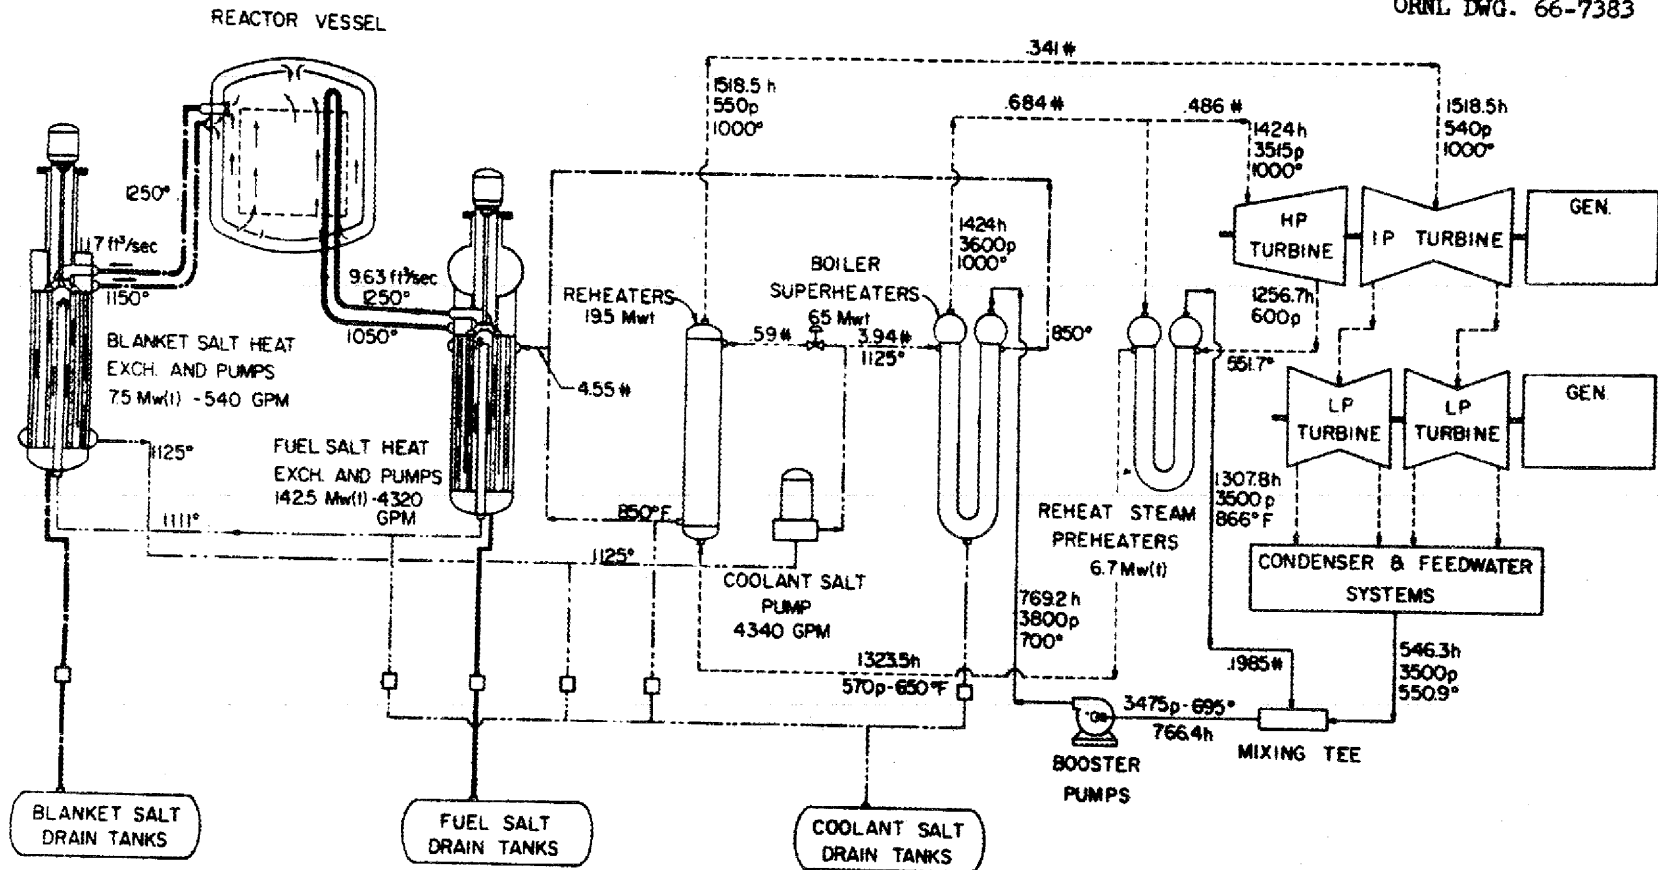 ORNL DWG. 66-7383
REACTOR VESSEL
.341 #
1518.5 h
550p
1000°
.684 #
.486 #
1424h
3515p
1000°
1518.5h
540p
1000°
1250°
1424h
3600p
1000°
HP
TURBINE
IP TURBINE
GEN.
ft³/sec
1150°
9.63 ft³/sec
1250°
1050°
REHEATERS
19.5 Mwt
BOILER
SUPERHEATERS
65 Mwt
1256.7h
600p
.59 #
3.94 #
1125°
850°
551.7°
BLANKET SALT HEAT
EXCH. AND PUMPS
7.5 Mw(t) - 540 GPM
4.55 #
LP
TURBINE
LP
TURBINE
GEN.
1125°
FUEL SALT HEAT
EXCH. AND PUMPS
142.5 Mw(t) - 4320
GPM
1111°
850°F
1125°
COOLANT SALT
PUMP
4340 GPM
REHEAT STEAM
PREHEATERS
6.7 Mw(t)
1307.8h
3500 p
866°F
CONDENSER & FEEDWATER
SYSTEMS
769.2 h
3800p
700°
1323.5h
570p-650°F
.1985#
546.3h
3500p
550.9°
3475p-695°
766.4h
MIXING TEE
BOOSTER
PUMPS
BLANKET SALT
DRAIN TANKS
FUEL SALT
DRAIN TANKS
COOLANT SALT
DRAIN TANKS